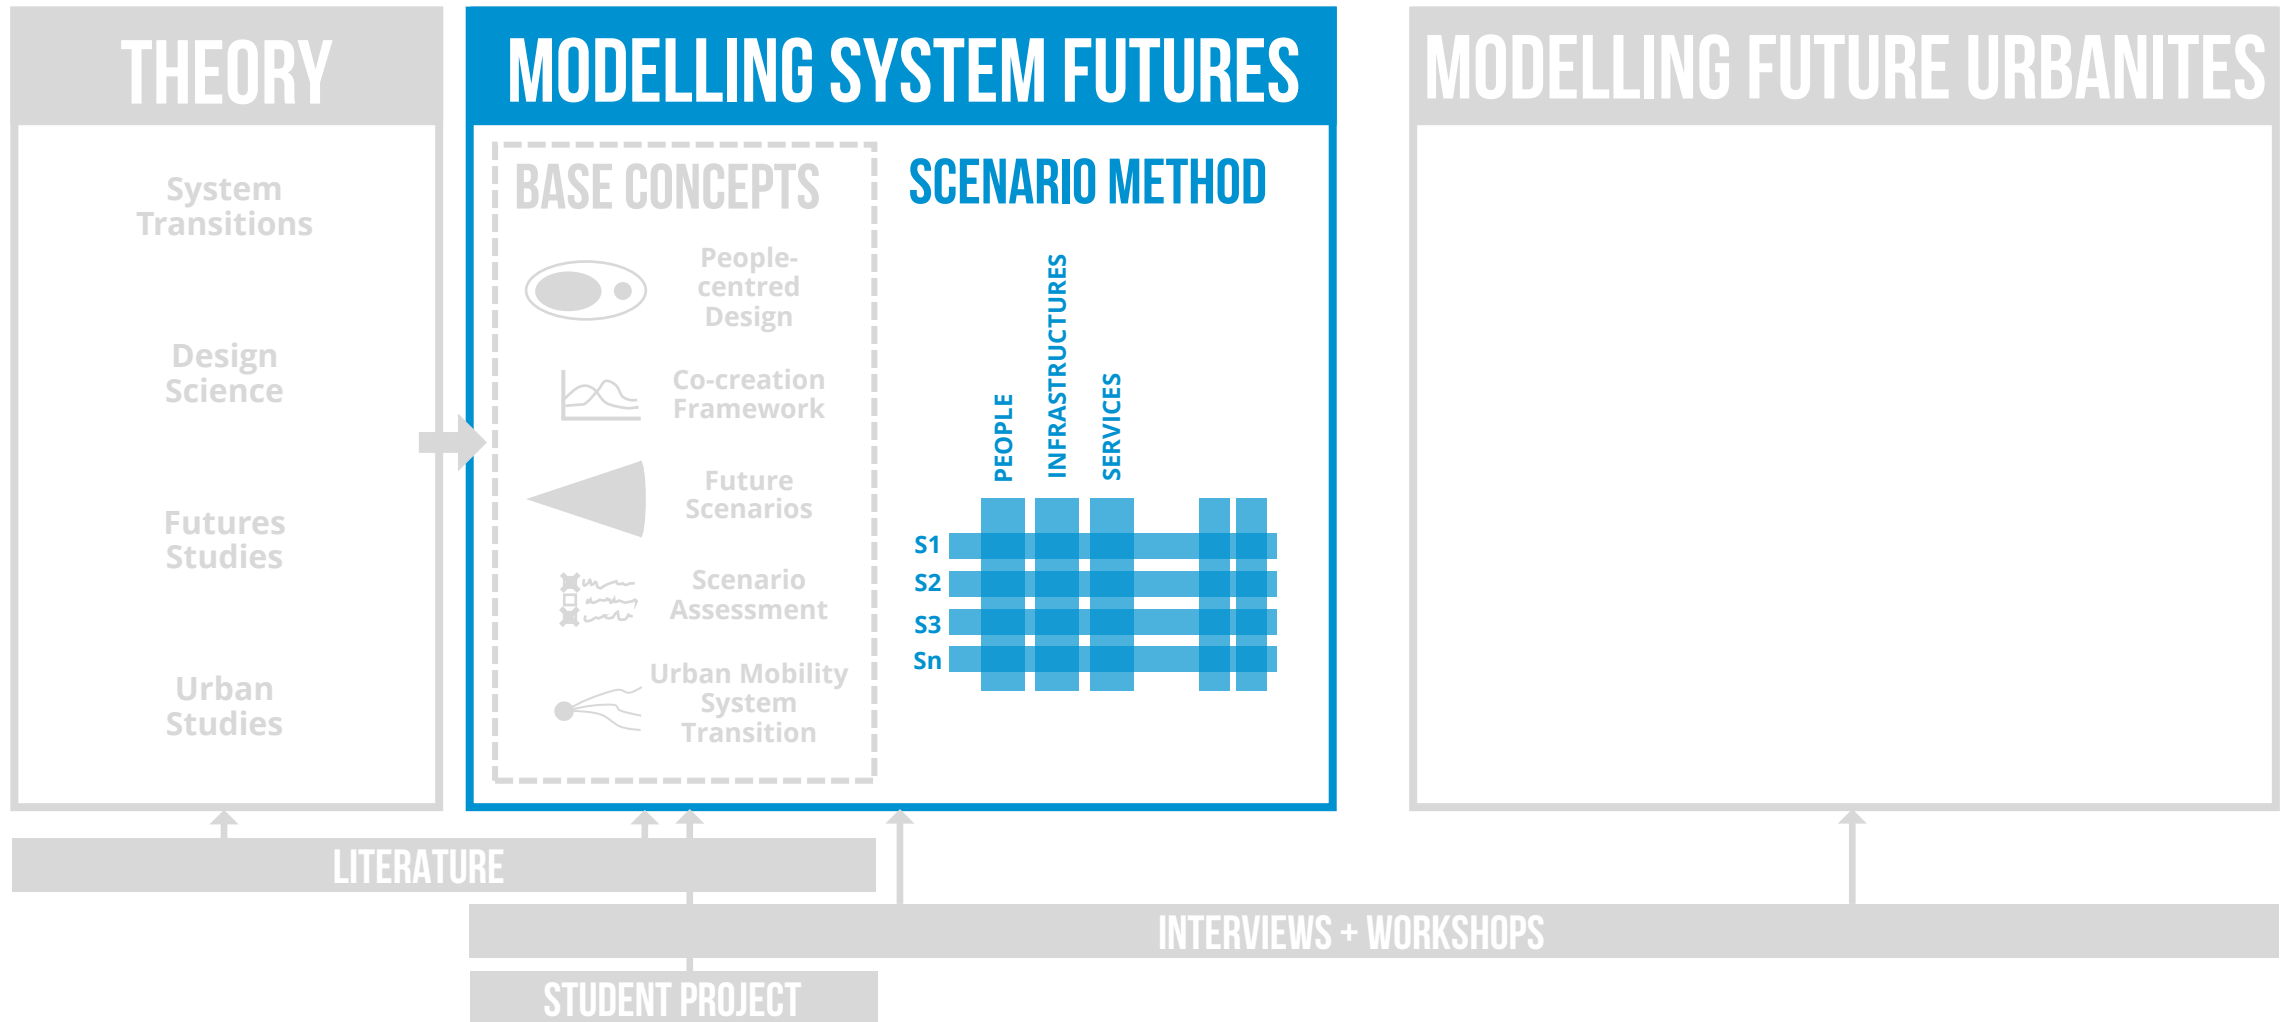 THEORY
System
Transitions
Design
Science
Futures
Studies
Urban
Studies
MODELLING SYSTEM FUTURES
BASE CONCEPTS
People-
centred
Design
Co-creation
Framework
Future
Scenarios
Scenario
Assessment
Urban Mobility
System
Transition
SCENARIO METHOD
PEOPLE
INFRASTRUCTURES
SERVICES
S1
S2
S3
Sn
MODELLING FUTURE URBANITES
LITERATURE
INTERVIEWS + WORKSHOPS
STUDENT PROJECT